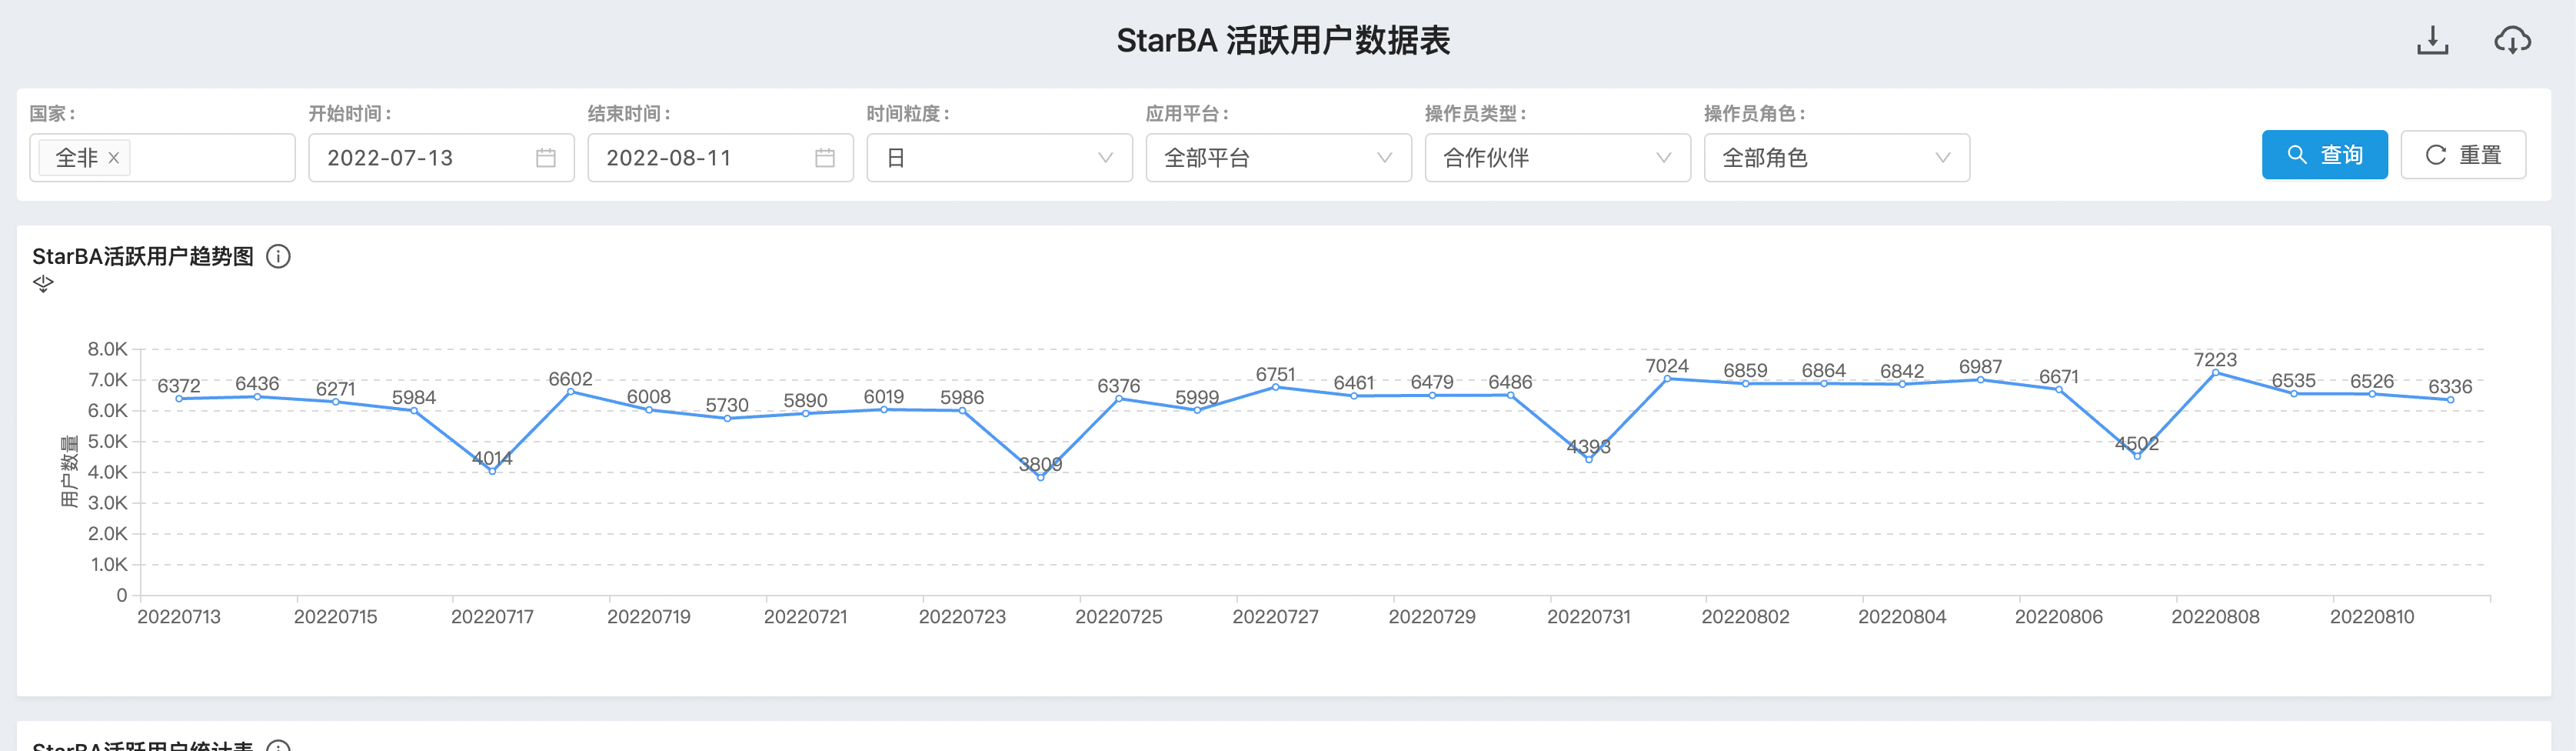 StarBA 活跃用户数据表
国家： 开始时间： 结束时间： 时间粒度： 应用平台： 操作员类型： 操作员角色：
全非 × 2022-07-13 2022-08-11 日 全部平台 合作伙伴 全部角色 查询 重置
StarBA活跃用户趋势图
用户数量
8.0K
7.0K
6.0K
5.0K
4.0K
3.0K
2.0K
1.0K
0
6372 6436 6271 5984 4014 6602 6008 5730 5890 6019 5986 3809 6376 5999 6751 6461 6479 6486 4393 7024 6859 6864 6842 6987 6671 4502 7223 6535 6526 6336
20220713 20220715 20220717 20220719 20220721 20220723 20220725 20220727 20220729 20220731 20220802 20220804 20220806 20220808 20220810
StarBA活跃用户统计表